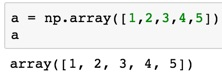 a = np.array([1,2,3,4,5])
a
array([1, 2, 3, 4, 5])